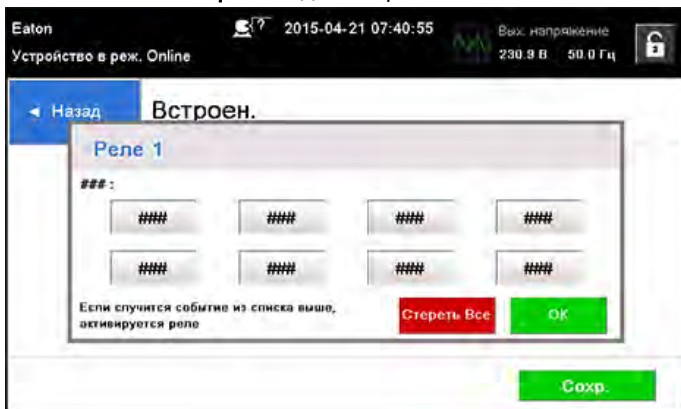 Eaton
2015-04-21 07:40:55
Вых. напряжение
Устройство в реж. Online
230.9 В 50.0 Гц
◄ Назад
Встроен.
Реле 1
### :
### ### ### ###
### ### ### ###
Если случится событие из списка выше,
активируется реле
Стереть Все
OK
Сохр.